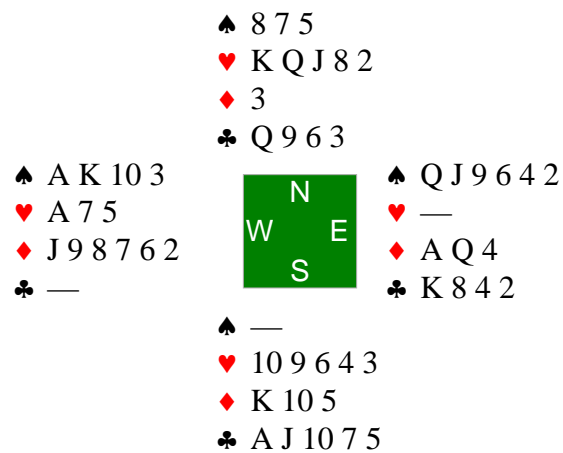 ♠ 8 7 5
♥ K Q J 8 2
♦ 3
♣ Q 9 6 3
♠ A K 10 3
♥ A 7 5
♦ J 9 8 7 6 2
♣ —
N
W E
S
♠ Q J 9 6 4 2
♥ —
♦ A Q 4
♣ K 8 4 2
♠ —
♥ 10 9 6 4 3
♦ K 10 5
♣ A J 10 7 5